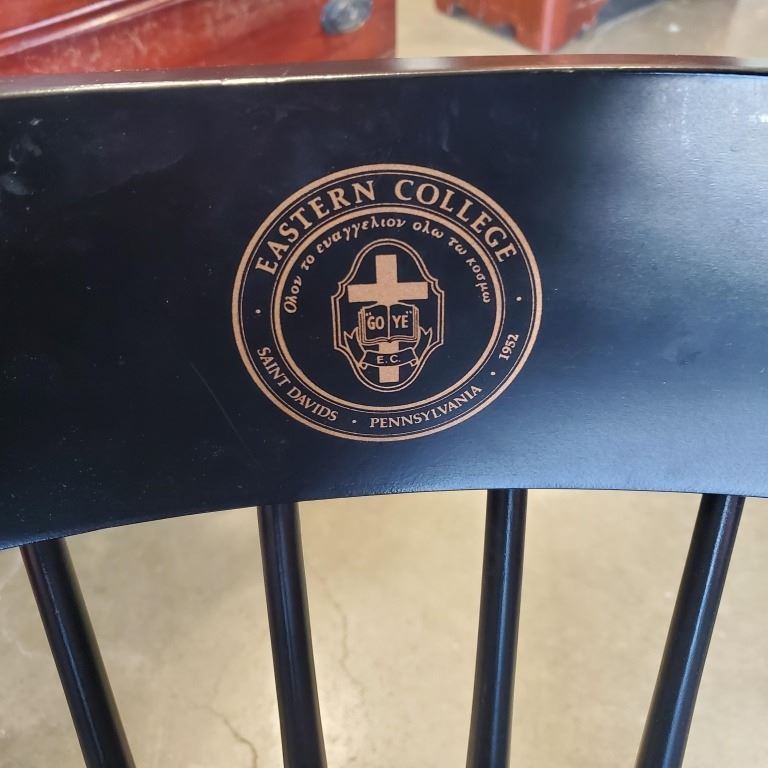 EASTERN COLLEGE
Ολον το ευαγγελιον ολω τω κοσμω
"GO YE"
E.C.
SAINT DAVIDS · PENNSYLVANIA · 1952